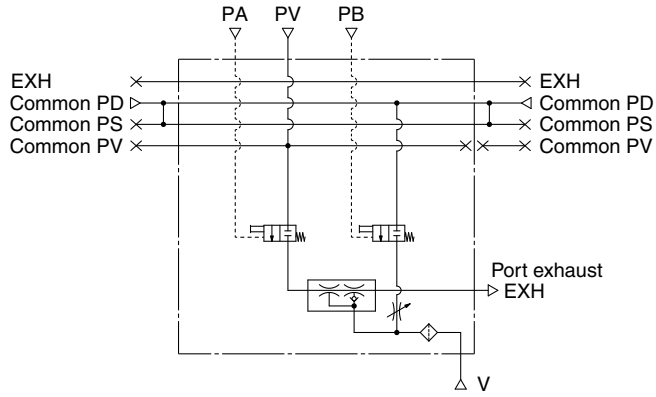 PA PV PB
EXH EXH
Common PD Common PD
Common PS Common PS
Common PV Common PV
Port exhaust
EXH
V